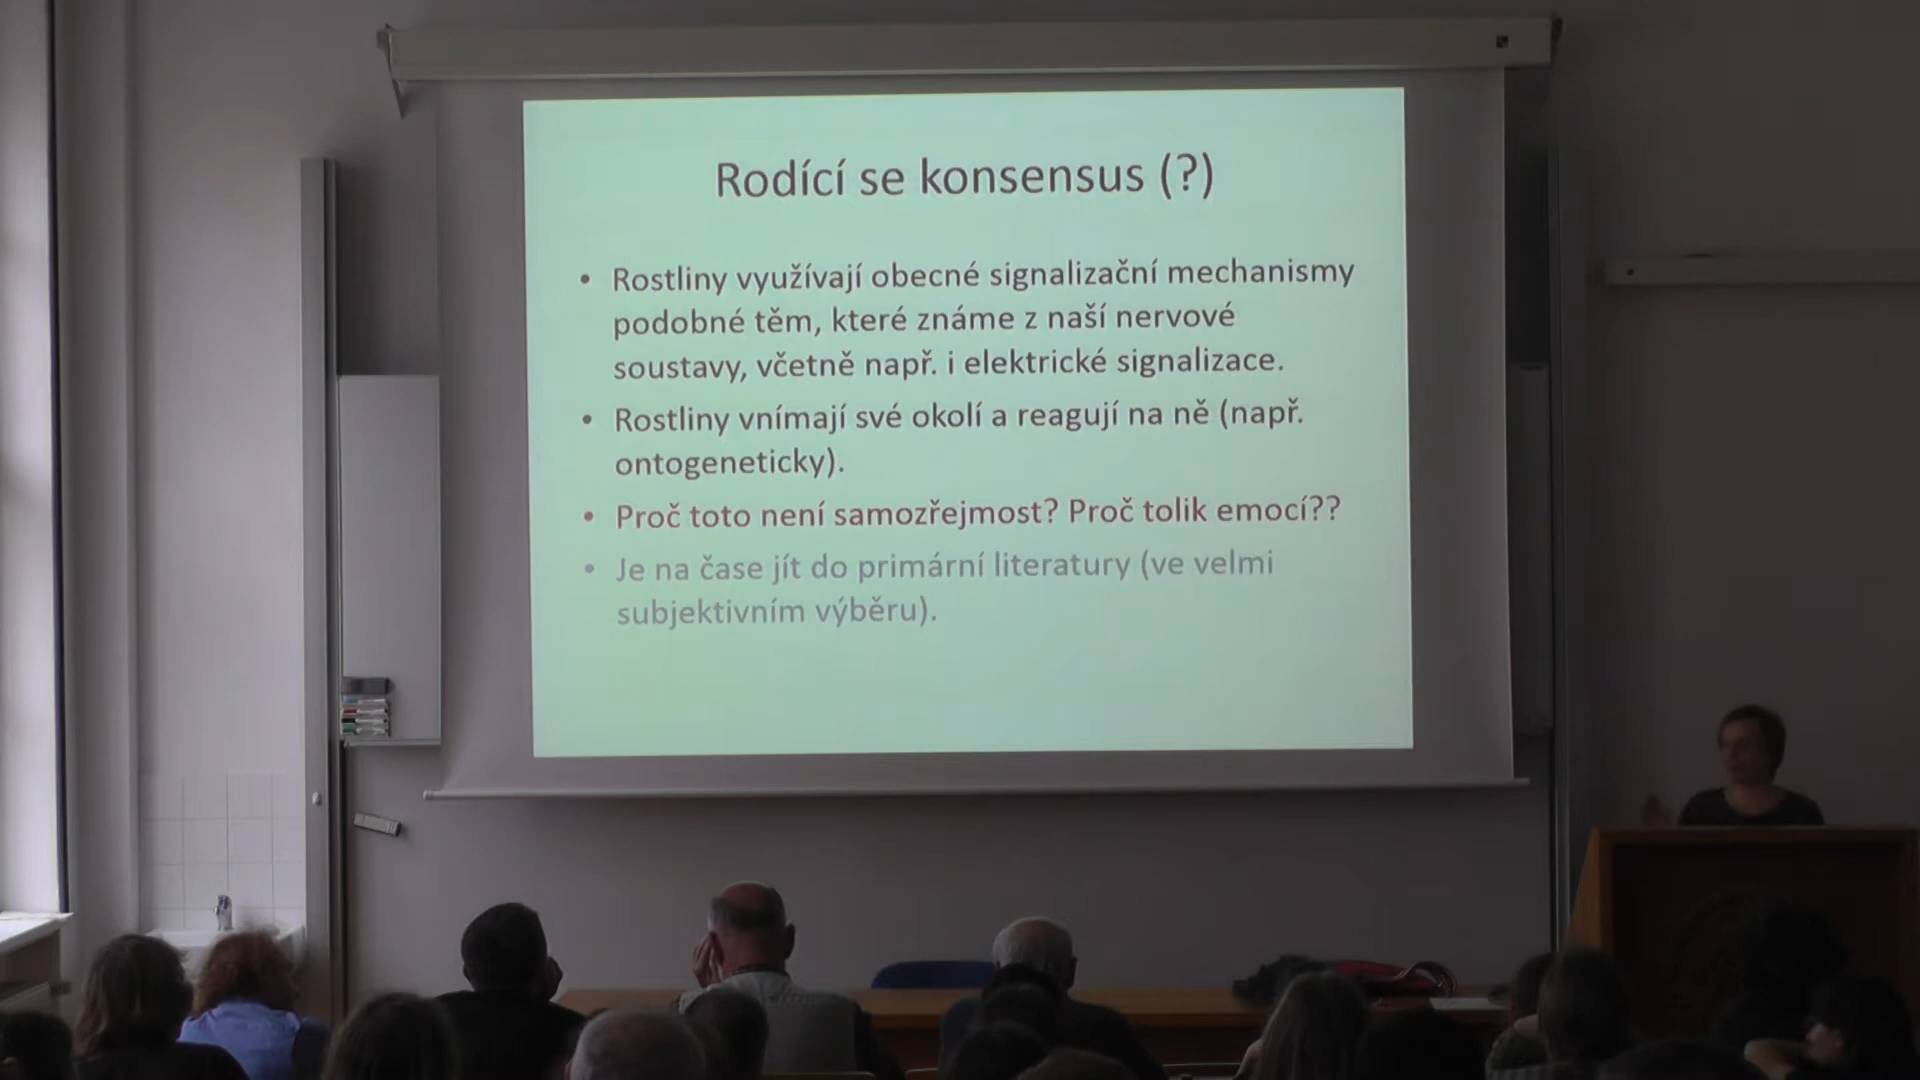 Rodící se konsensus (?)
• Rostliny využívají obecné signalizační mechanismy
podobné těm, které známe z naší nervové
soustavy, včetně např. i elektrické signalizace.
• Rostliny vnímají své okolí a reagují na ně (např.
ontogeneticky).
• Proč toto není samozřejmost? Proč tolik emocí??
• Je na čase jít do primární literatury (ve velmi
subjektivním výběru).